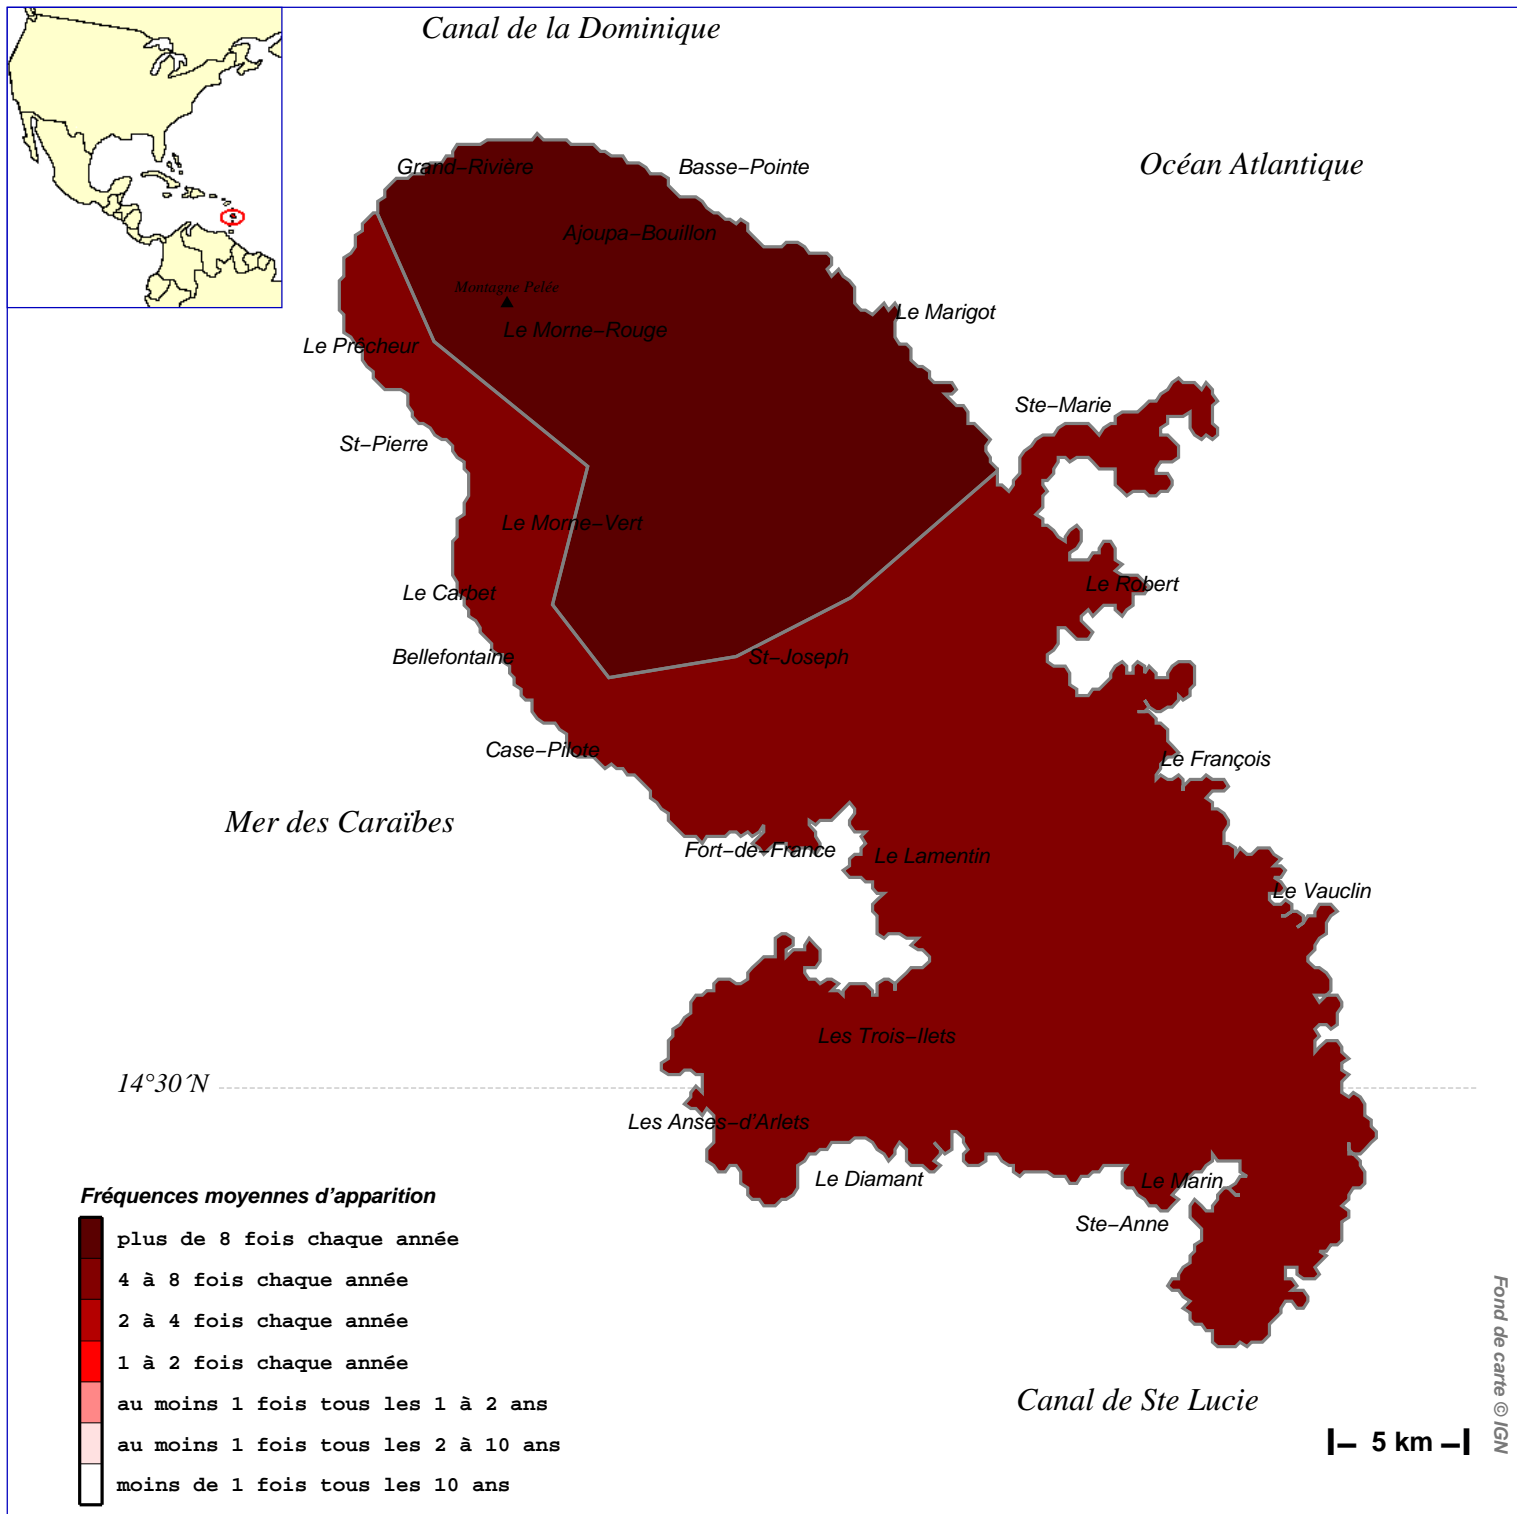 Canal de la Dominique
Océan Atlantique
Grand–Rivière
Basse–Pointe
Ajoupa–Bouillon
Montagne Pelée
Le Marigot
Le Morne–Rouge
Le Prêcheur
Ste–Marie
St–Pierre
Le Morne–Vert
Le Robert
Le Carbet
Bellefontaine
St–Joseph
Case–Pilote
Le François
Mer des Caraïbes
Fort–de–France
Le Lamentin
Le Vauclin
Les Trois–Ilets
14°30´N
Les Anses–d'Arlets
Le Diamant
Le Marin
Ste–Anne
Fréquences moyennes d'apparition
plus de 8 fois chaque année
4 à 8 fois chaque année
2 à 4 fois chaque année
1 à 2 fois chaque année
au moins 1 fois tous les 1 à 2 ans
au moins 1 fois tous les 2 à 10 ans
moins de 1 fois tous les 10 ans
Canal de Ste Lucie
5 km
Fond de carte © IGN